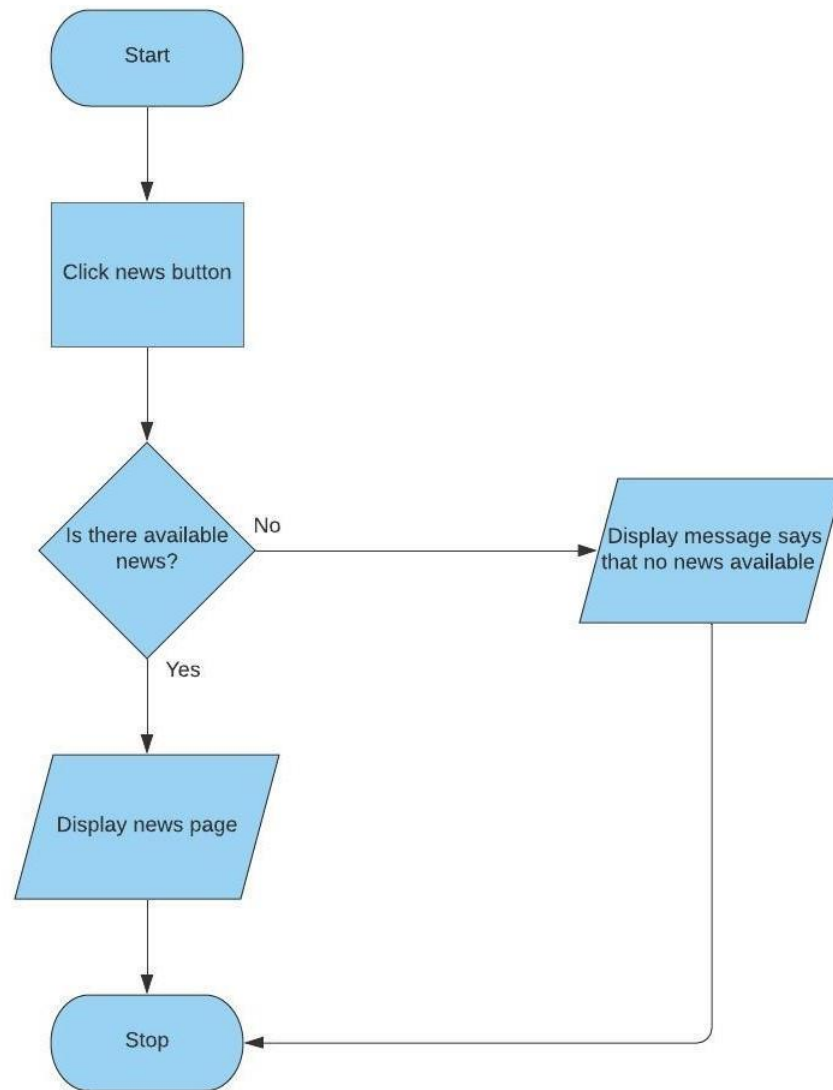 Start
Click news button
Is there available
news?
No
Display message says
that no news available
Yes
Display news page
Stop